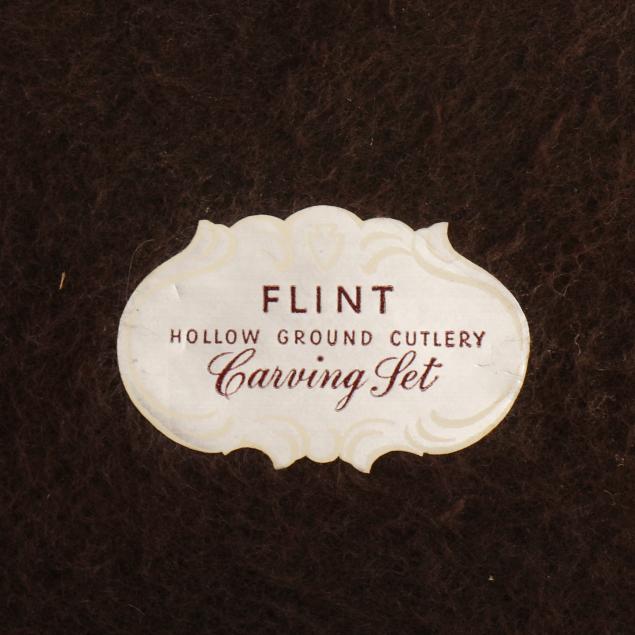 FLINT
HOLLOW GROUND CUTLERY
Carving Set